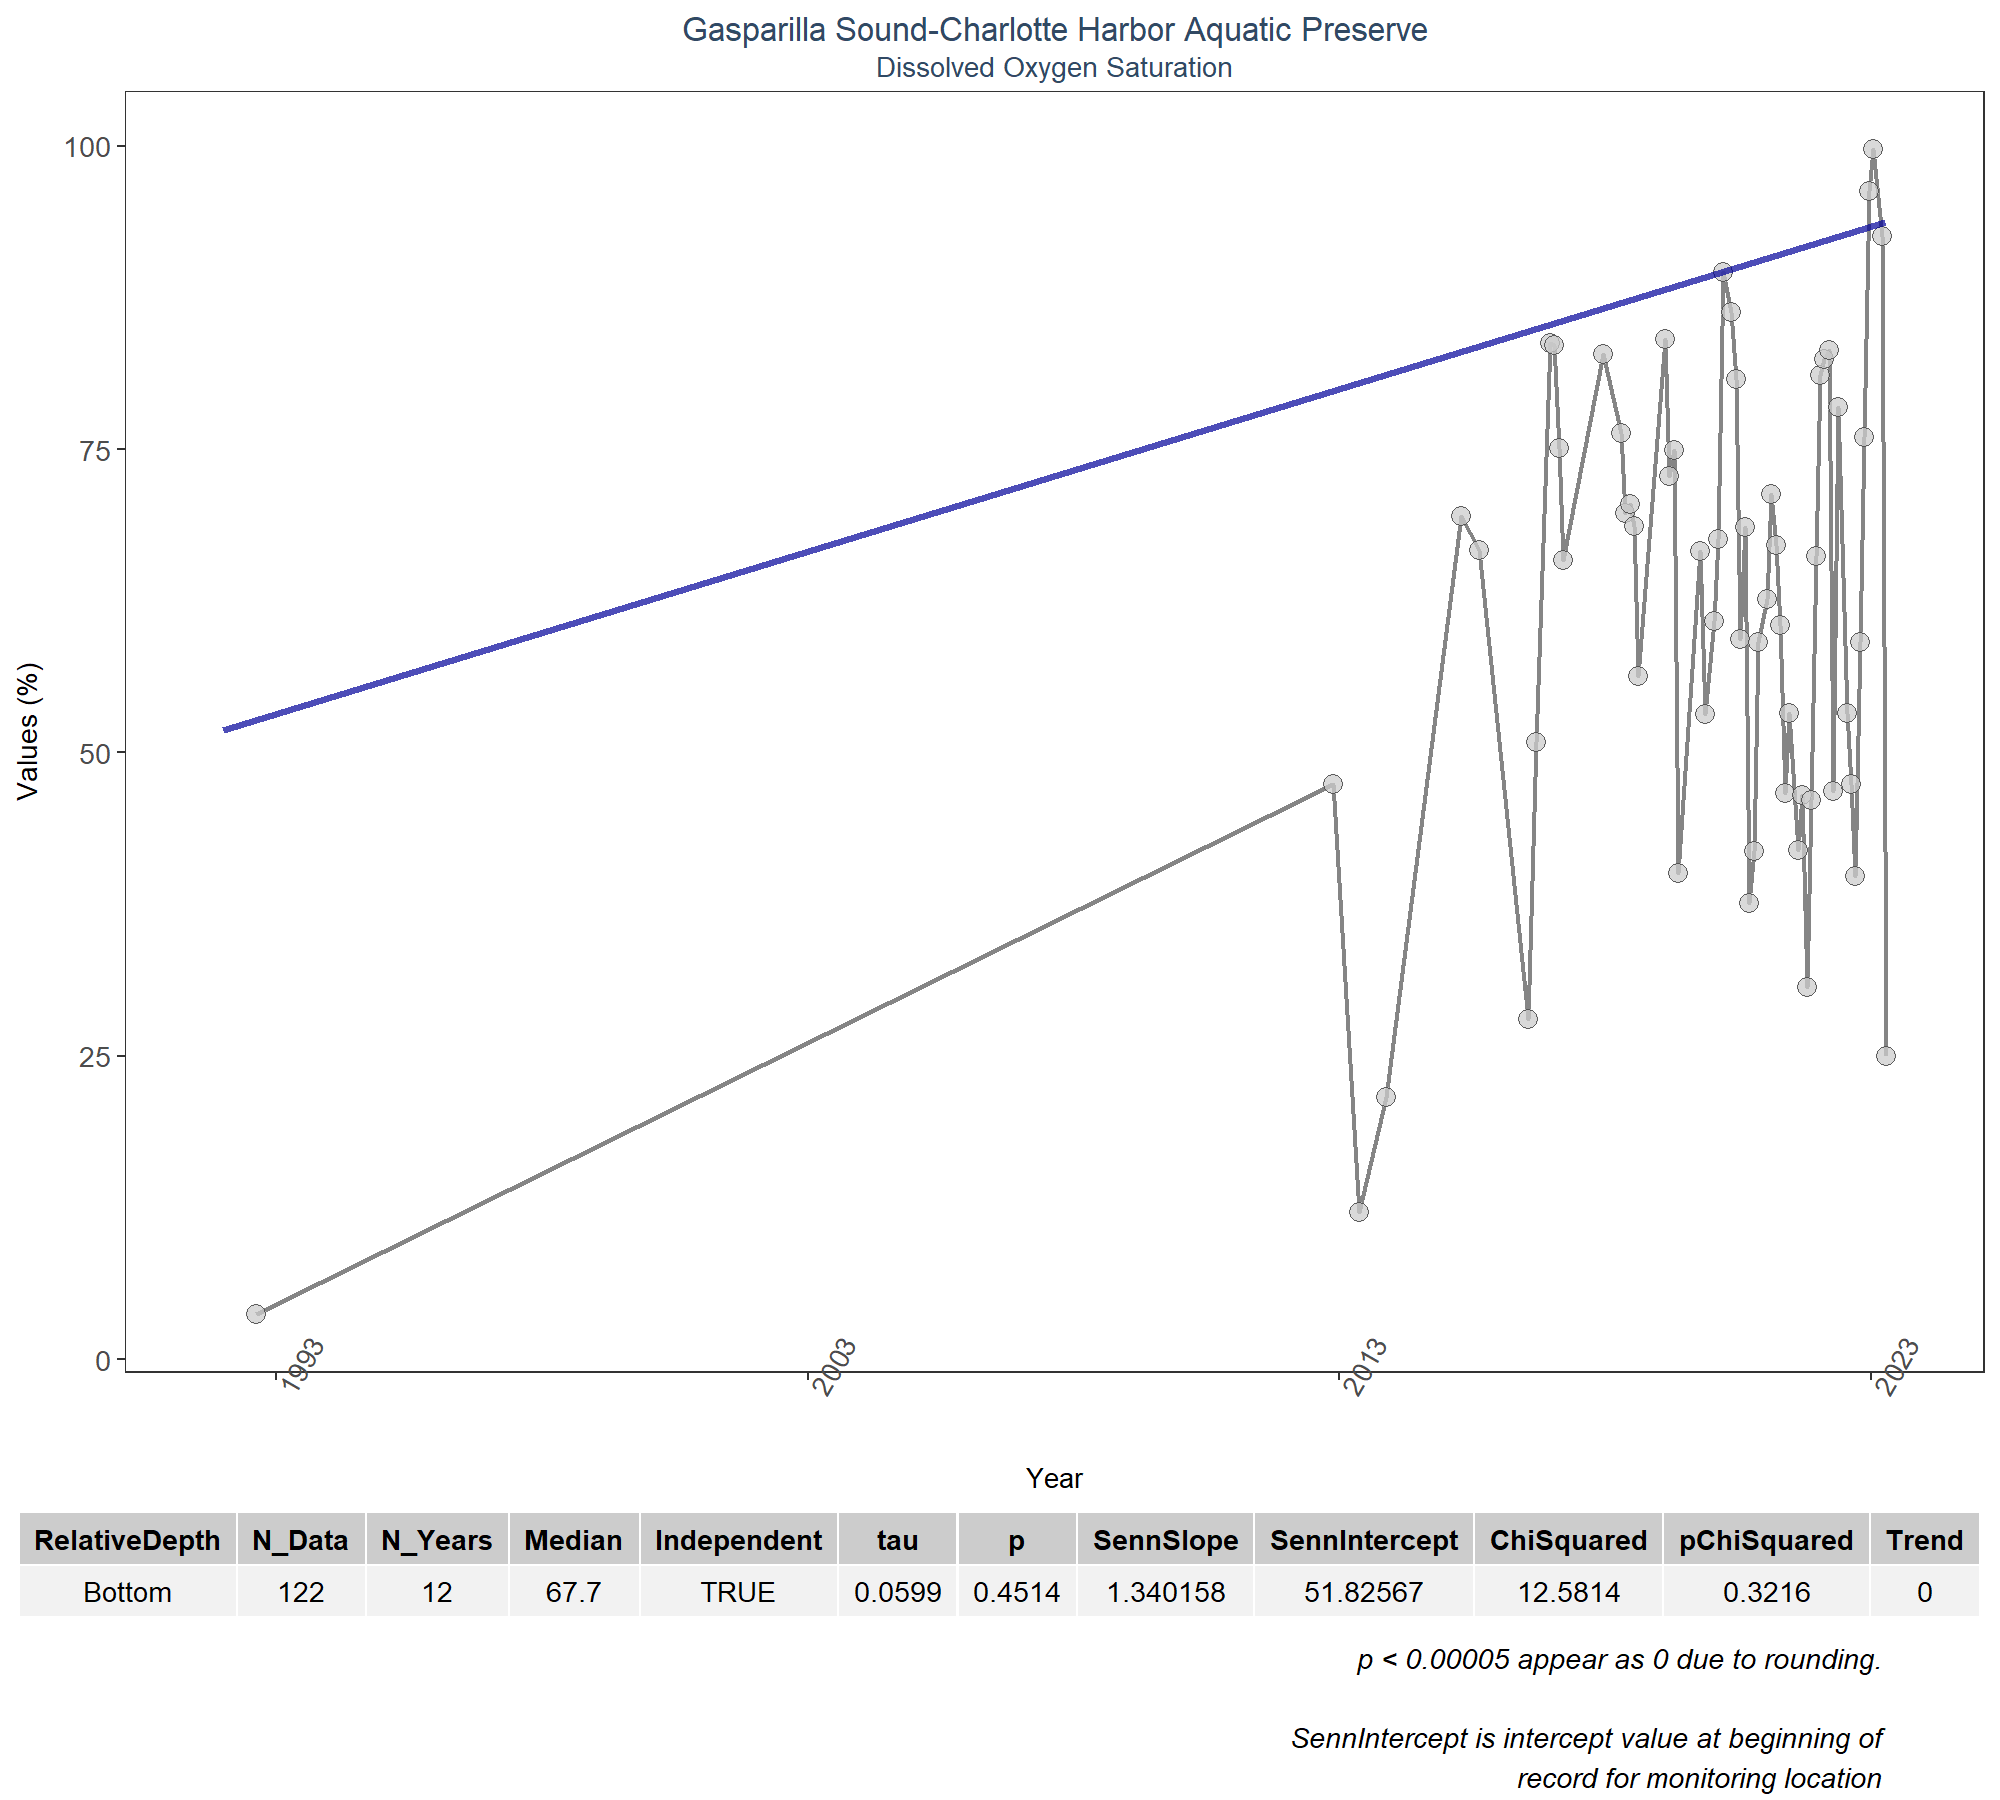 Gasparilla Sound-Charlotte Harbor Aquatic Preserve
Dissolved Oxygen Saturation
100
75
50
25
0
Values (%)
1993
2003
2013
2023
Year
RelativeDepth N_Data N_Years Median Independent tau p SennSlope SennIntercept ChiSquared pChiSquared Trend
Bottom 122 12 67.7 TRUE 0.0599 0.4514 1.340158 51.82567 12.5814 0.3216 0
p < 0.00005 appear as 0 due to rounding.
SennIntercept is intercept value at beginning of
record for monitoring location